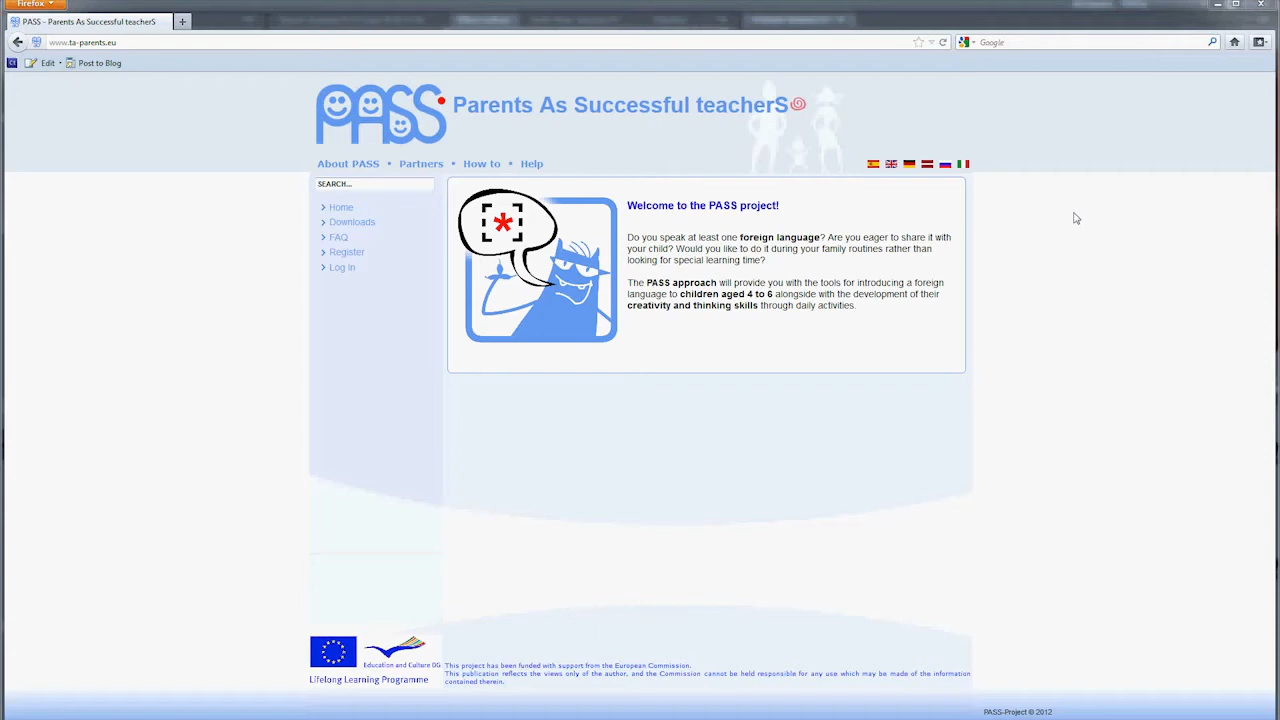 Firefox
PASS - Parents As Successful teacherS
www.ta-parents.eu
Google
Edit
Post to Blog
PASS
Parents As Successful teacherS
About PASS • Partners • How to • Help
SEARCH...
Home
Downloads
FAQ
Register
Log In
*
Welcome to the PASS project!
Do you speak at least one foreign language? Are you eager to share it with
your child? Would you like to do it during your family routines rather than
looking for special learning time?
The PASS approach will provide you with the tools for introducing a foreign
language to children aged 4 to 6 alongside with the development of their
creativity and thinking skills through daily activities.
Education and Culture DG
Lifelong Learning Programme
This project has been funded with support from the European Commission.
This publication reflects the views only of the author, and the Commission cannot be held responsible for any use which may be made of the information
contained therein.
PASS-Project © 2012